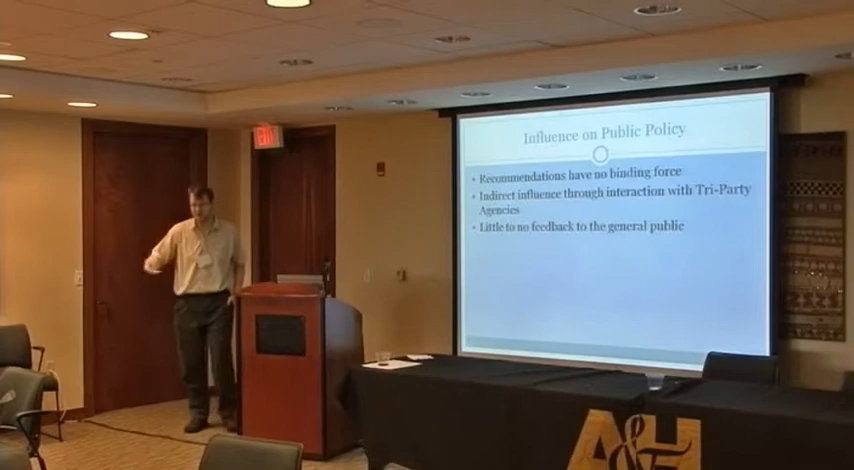 EXIT
Influence on Public Policy
• Recommendations have no binding force
• Indirect influence through interaction with Tri-Party
Agencies
• Little to no feedback to the general public
A&H